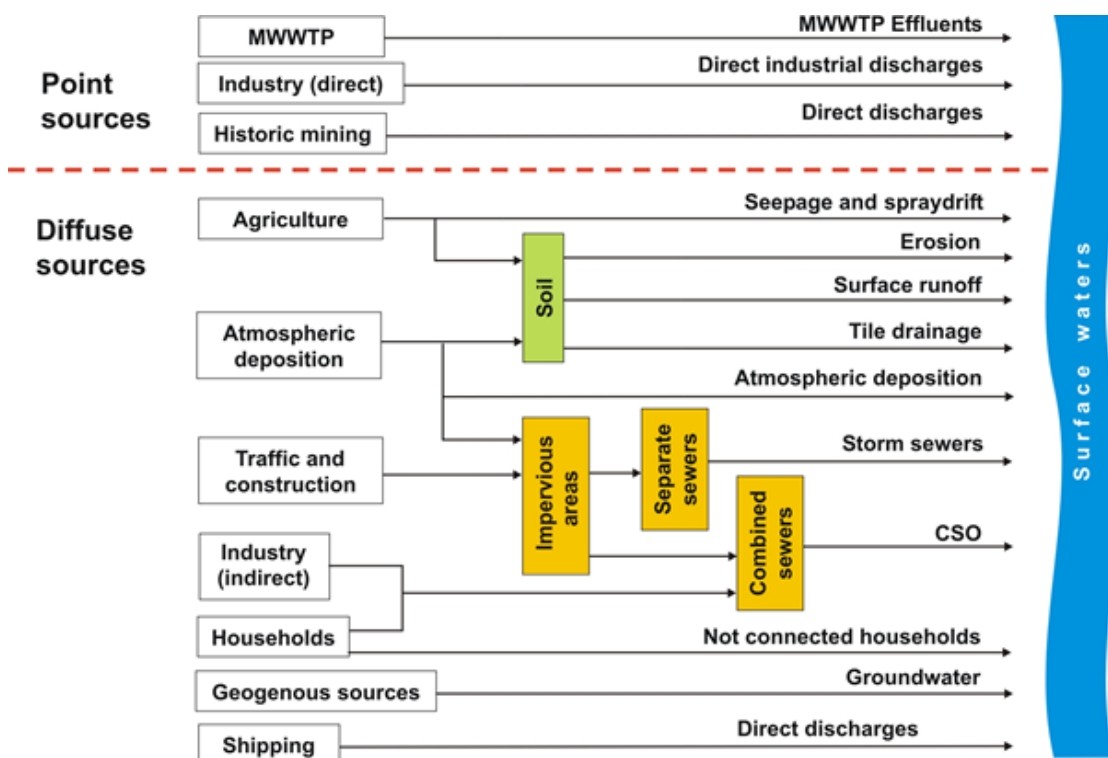 MWWTP
MWWTP Effluents
Point
sources
Industry (direct)
Direct industrial discharges
Historic mining
Direct discharges
Diffuse
sources
Agriculture
Seepage and spraydrift
Erosion
Soil
Surface runoff
Atmospheric
deposition
Tile drainage
Atmospheric deposition
Traffic and
construction
Impervious
areas
Separate
sewers
Storm sewers
Combined
sewers
CSO
Industry
(indirect)
Households
Not connected households
Geogenous sources
Groundwater
Shipping
Direct discharges
Surface waters